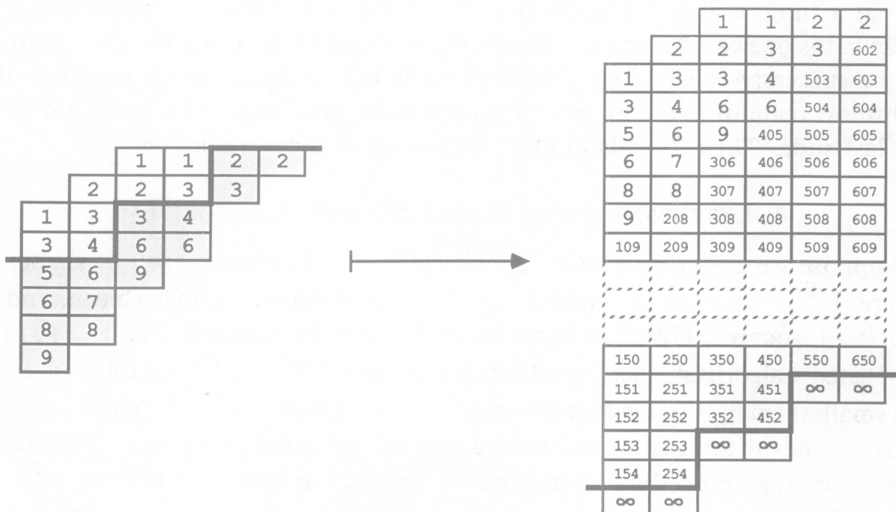 1 1 2 2
2 2 3 3
1 3 4
3 4 6 6
5 6 9
7
8 8
9
1 1 2 2
2 2 3 3 602
1 3 3 4 503 603
3 4 6 6 504 604
5 6 9 405 505 605
6 7 306 406 506 606
8 8 307 407 507 607
9 208 308 408 508 608
109 209 309 409 509 609
150 250 350 450 550 650
151 251 351 451 ∞ ∞
152 252 352 452
153 253 ∞ ∞
154 254
∞ ∞